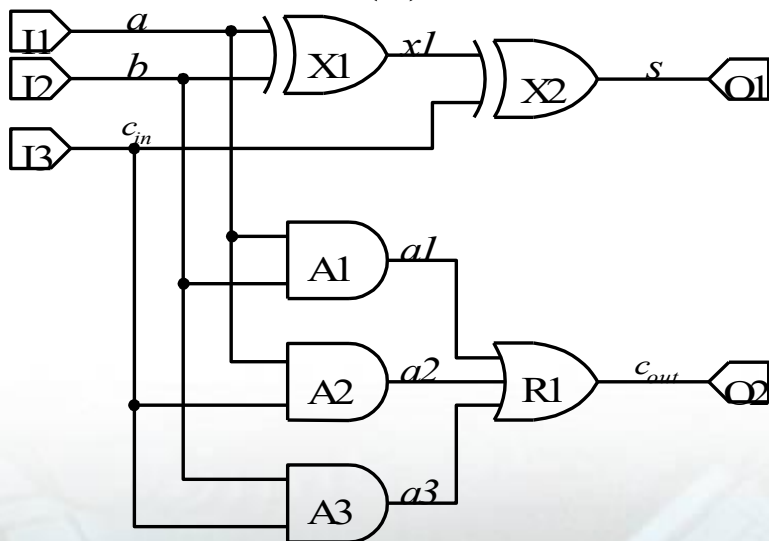 I1 a X1 x1 X2 s O1
I2 b
I3 c_in
A1 a1
A2 a2 R1 c_out O2
A3 a3